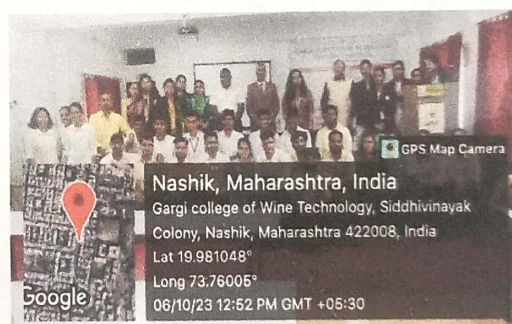 GPS Map Camera
Nashik, Maharashtra, India
Gargi college of Wine Technology, Siddhivinayak
Colony, Nashik, Maharashtra 422008, India
Lat 19.981048°
Long 73.76005°
06/10/23 12:52 PM GMT +05:30
Google